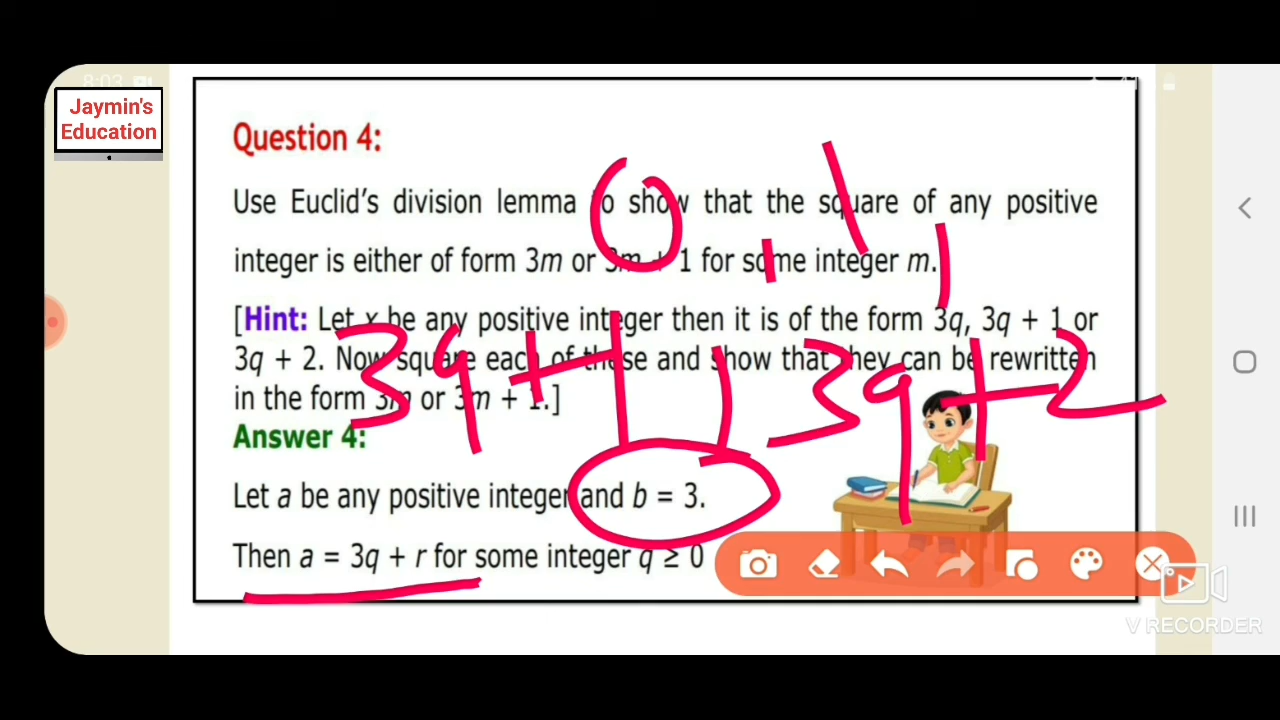 8:03
Jaymin's
Education
Question 4:
Use Euclid's division lemma to show that the square of any positive
integer is either of form 3m or 3m + 1 for some integer m.
[Hint: Let x be any positive integer then it is of the form 3q, 3q + 1 or
3q + 2. Now square each of these and show that they can be rewritten
in the form 3m or 3m + 1.]
Answer 4:
Let a be any positive integer and b = 3.
Then a = 3q + r for some integer q ≥ 0
0, 1,
3q+1, 3q+2
V RECORDER